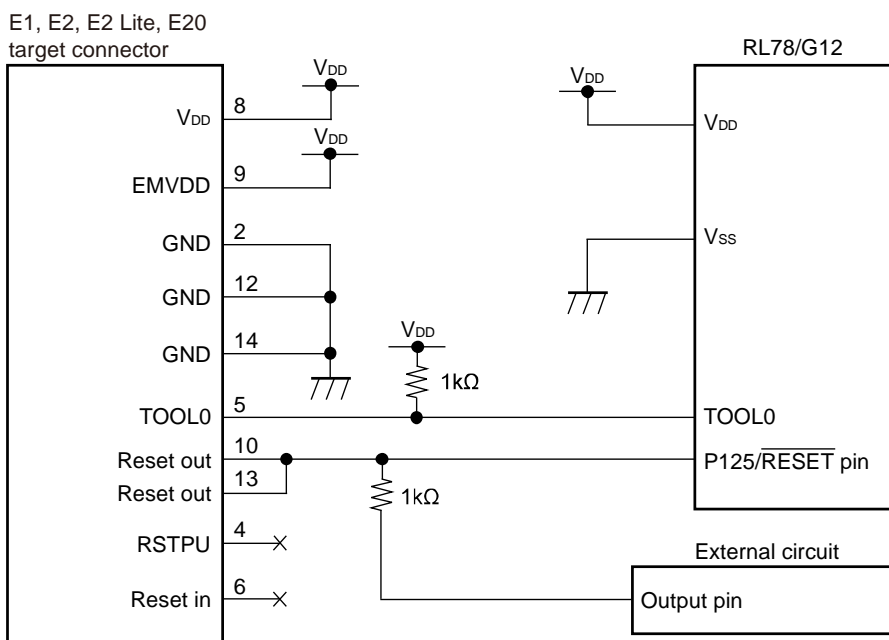 E1, E2, E2 Lite, E20
target connector
RL78/G12
VDD
8
VDD
VDD
9
EMVDD
2
GND
12
GND
14
GND
VDD
1kΩ
5
TOOL0
10
Reset out
13
Reset out
1kΩ
4
RSTPU
6
Reset in
VDD
VDD
VSS
TOOL0
P125/RESET pin
External circuit
Output pin